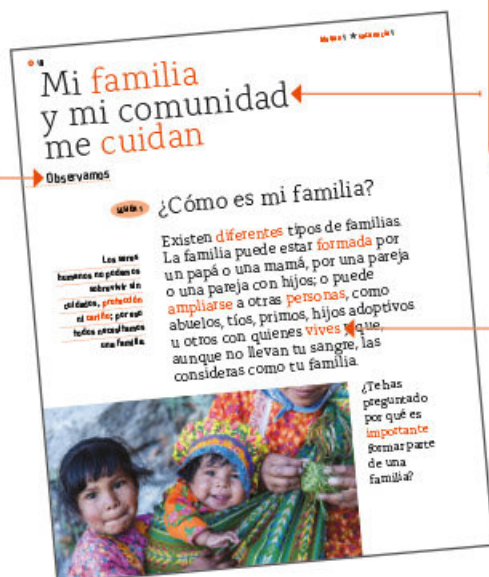 18
Mi familia
y mi comunidad
me cuidan
Observamos
¿Cómo es mi familia?
Los seres
humanos no podemos
sobrevivir sin
cuidados, protección
ni cariño; por eso
todos necesitamos
una familia.
Existen diferentes tipos de familias.
La familia puede estar formada por
un papá o una mamá, por una pareja
o una pareja con hijos; o puede
ampliarse a otras personas, como
abuelos, tíos, primos, hijos adoptivos
u otros con quienes vives y que,
aunque no llevan tu sangre, las
consideras como tu familia.
¿Te has
preguntado
por qué es
importante
formar parte
de una
familia?